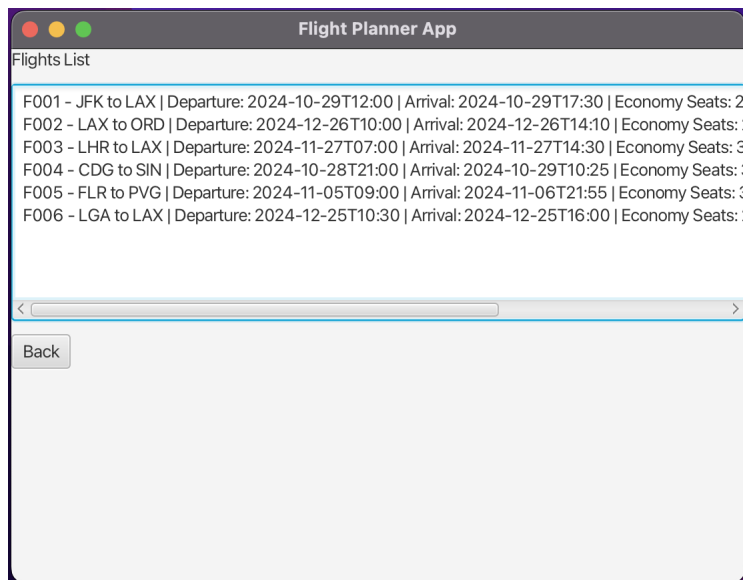 Flight Planner App
Flights List
F001 - JFK to LAX | Departure: 2024-10-29T12:00 | Arrival: 2024-10-29T17:30 | Economy Seats: 2
F002 - LAX to ORD | Departure: 2024-12-26T10:00 | Arrival: 2024-12-26T14:10 | Economy Seats:
F003 - LHR to LAX | Departure: 2024-11-27T07:00 | Arrival: 2024-11-27T14:30 | Economy Seats: 3
F004 - CDG to SIN | Departure: 2024-10-28T21:00 | Arrival: 2024-10-29T10:25 | Economy Seats:
F005 - FLR to PVG | Departure: 2024-11-05T09:00 | Arrival: 2024-11-06T21:55 | Economy Seats: 3
F006 - LGA to LAX | Departure: 2024-12-25T10:30 | Arrival: 2024-12-25T16:00 | Economy Seats:
Back